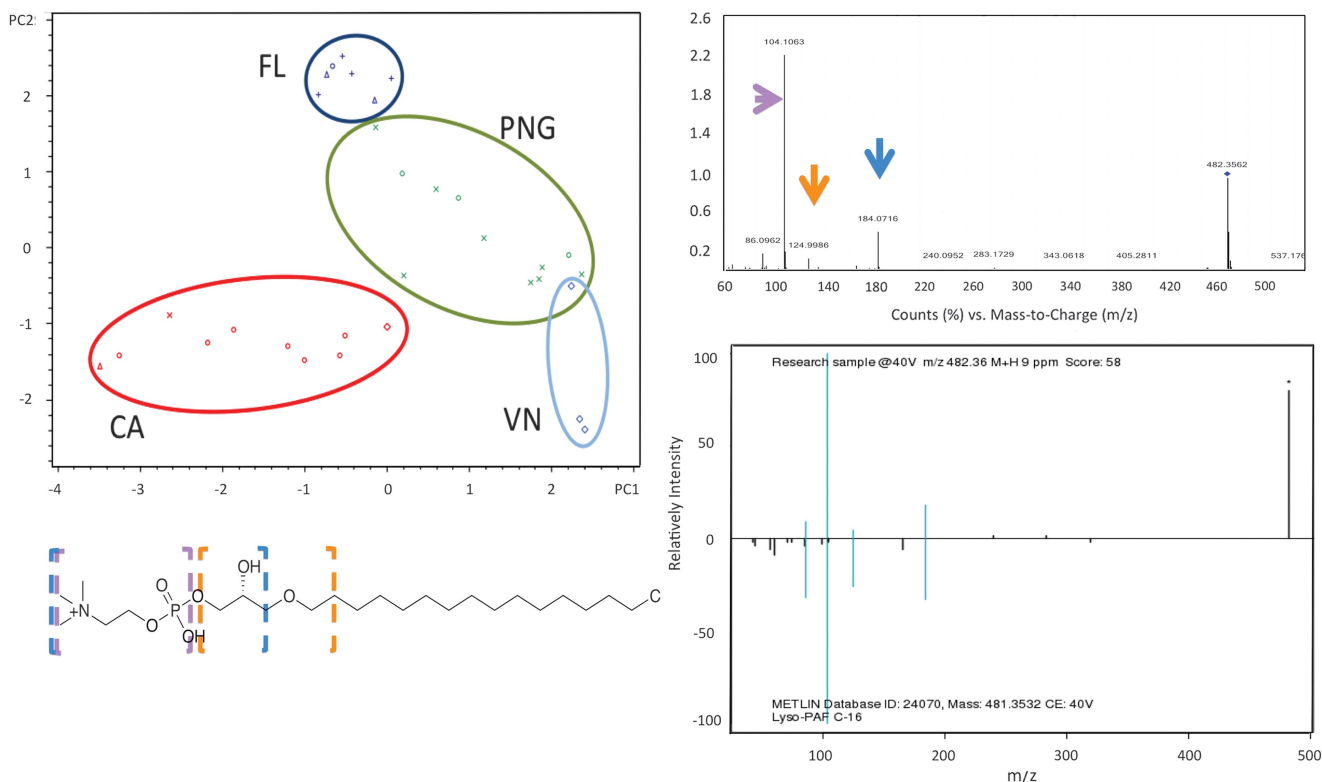 PC2
2
1
0
-1
-2
-4
-3
-2
-1
0
1
2
PC1
FL
PNG
CA
VN
2.6
2.2
1.8
1.4
1.0
0.6
0.2
104.1063
482.3562
184.0716
86.0962
124.9986
240.0952
283.1729
343.0618
405.2811
537.176
60 100 140 180 220 260 300 340 380 420 460 500
Counts (%) vs. Mass-to-Charge (m/z)
OH
O
O
O
P
N
+
O
OH
C
Research sample @40V m/z 482.36 M+H 9 ppm Score: 58
*
100
50
0
-50
-100
Relatively Intensity
METLIN Database ID: 24070, Mass: 481.3532 CE: 40V
Lyso-PAF C-16
100 200 300 400 500
m/z